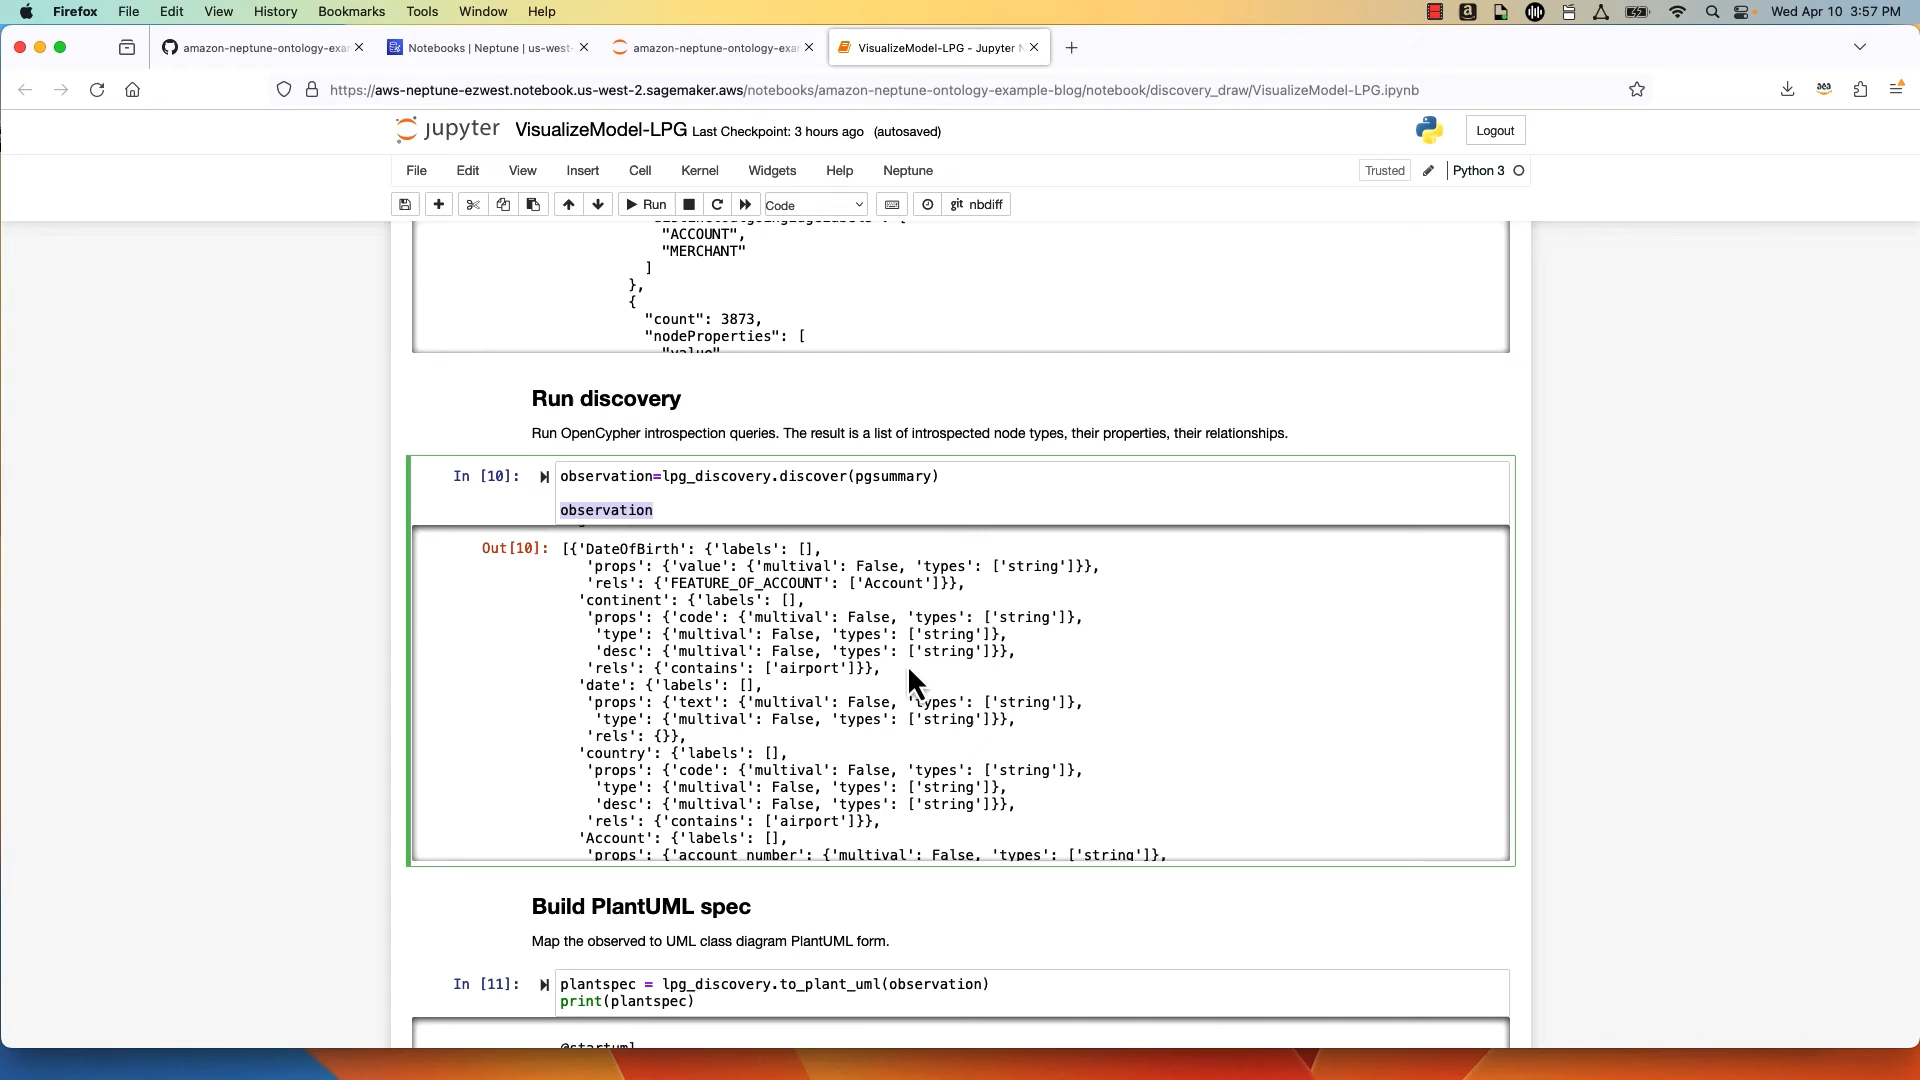 Firefox File Edit View History Bookmarks Tools Window Help Wed Apr 10 3:57 PM
amazon-neptune-ontology-exa Notebooks | Neptune | us-west- amazon-neptune-ontology-exa VisualizeModel-LPG - Jupyter N
https://aws-neptune-ezwest.notebook.us-west-2.sagemaker.aws/notebooks/amazon-neptune-ontology-example-blog/notebook/discovery_draw/VisualizeModel-LPG.ipynb
jupyter VisualizeModel-LPG Last Checkpoint: 3 hours ago (autosaved) Logout
File Edit View Insert Cell Kernel Widgets Help Neptune Trusted Python 3
Run Code git nbdiff
"ACCOUNT",
"MERCHANT"
]
},
{
"count": 3873,
"nodeProperties": [
"value"
Run discovery
Run OpenCypher introspection queries. The result is a list of introspected node types, their properties, their relationships.
In [10]: observation=lpg_discovery.discover(pgsummary)
observation
Out[10]: [{'DateOfBirth': {'labels': [],
'props': {'value': {'multival': False, 'types': ['string']}},
'rels': {'FEATURE_OF_ACCOUNT': ['Account']}},
'continent': {'labels': [],
'props': {'code': {'multival': False, 'types': ['string']},
'type': {'multival': False, 'types': ['string']},
'desc': {'multival': False, 'types': ['string']}},
'rels': {'contains': ['airport']}},
'date': {'labels': [],
'props': {'text': {'multival': False, 'types': ['string']},
'type': {'multival': False, 'types': ['string']}},
'rels': {}},
'country': {'labels': [],
'props': {'code': {'multival': False, 'types': ['string']},
'type': {'multival': False, 'types': ['string']},
'desc': {'multival': False, 'types': ['string']}},
'rels': {'contains': ['airport']}},
'Account': {'labels': [],
'props': {'account_number': {'multival': False, 'types': ['string']},
Build PlantUML spec
Map the observed to UML class diagram PlantUML form.
In [11]: plantspec = lpg_discovery.to_plant_uml(observation)
print(plantspec)
@startuml